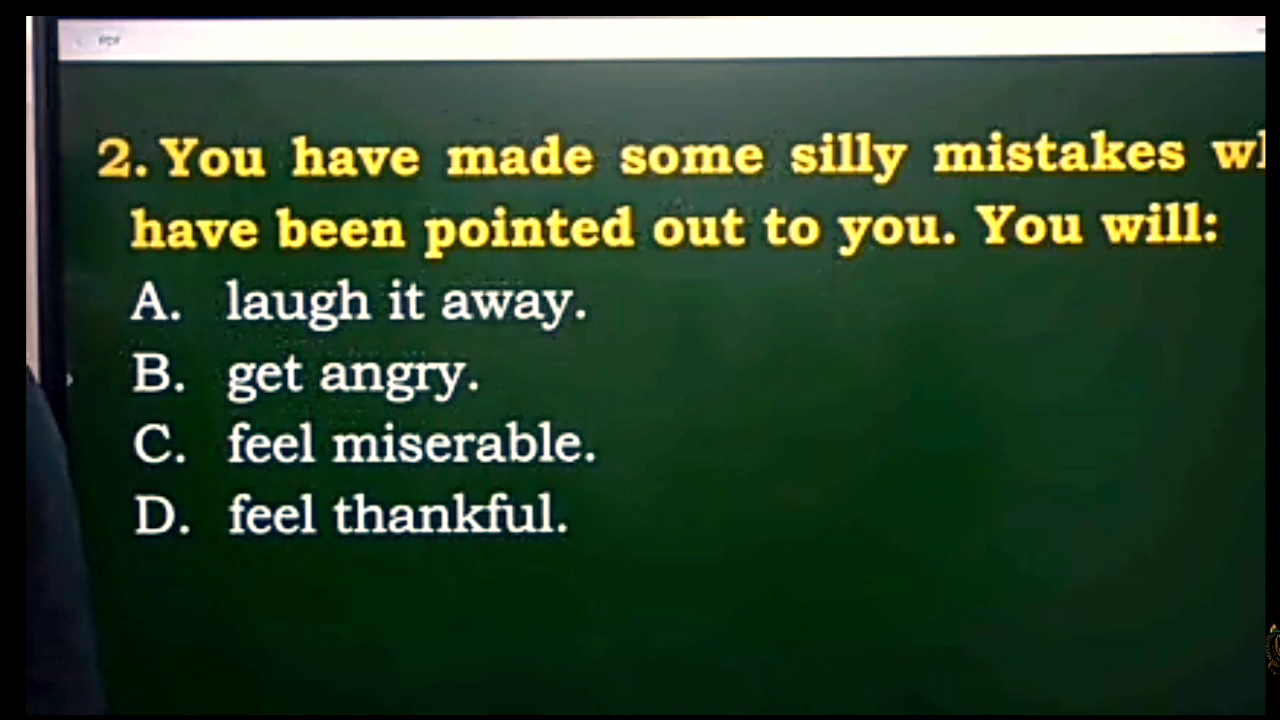 PDF
2. You have made some silly mistakes
have been pointed out to you. You will:
A. laugh it away.
B. get angry.
C. feel miserable.
D. feel thankful.